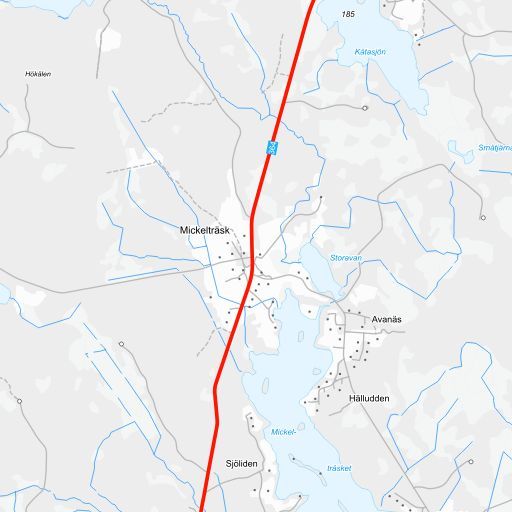 185
Kåtasjön
Hökålen
364
Småtjärna
Mickelträsk
Storavan
Avanäs
Hälludden
Mickel-
träsket
Sjöliden